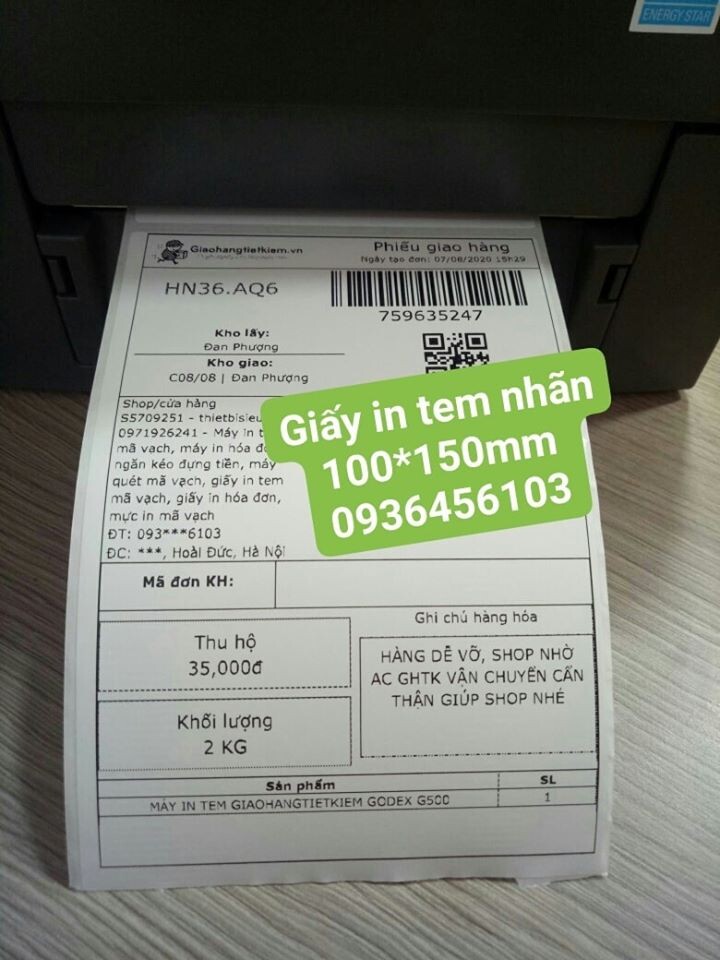 ENERGY STAR
Giaohangtietkiem.vn
Phiếu giao hàng
Ngày tạo đơn: 07/08/2020 15h29
HN36.AQ6
759635247
Kho lấy:
Đan Phượng
Kho giao:
C08/08 | Đan Phượng
Shop/cửa hàng
S5709251 - thietbisieu
0971926241 - Máy in t
mã vạch, máy in hóa đ
ngăn kéo đựng tiền, máy
quét mã vạch, giấy in tem
mã vạch, giấy in hóa đơn,
mực in mã vạch
ĐT: 093***6103
ĐC: ***, Hoài Đức, Hà Nội
Giấy in tem nhãn
100*150mm
0936456103
Mã đơn KH:
Thu hộ
35,000đ
Khối lượng
2 KG
Ghi chú hàng hóa
HÀNG DỄ VỠ, SHOP NHỜ
AC GHTK VẬN CHUYỂN CẨN
THẬN GIÚP SHOP NHÉ
Sản phẩm SL
MÁY IN TEM GIAOHANGTIETKIEM GODEX G500 1